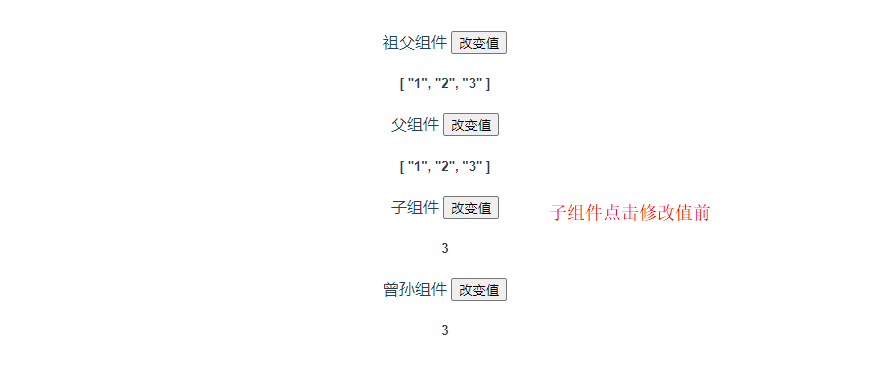 祖父组件 改变值
[ "1", "2", "3" ]
父组件 改变值
[ "1", "2", "3" ]
子组件 改变值 子组件点击修改值前
3
曾孙组件 改变值
3